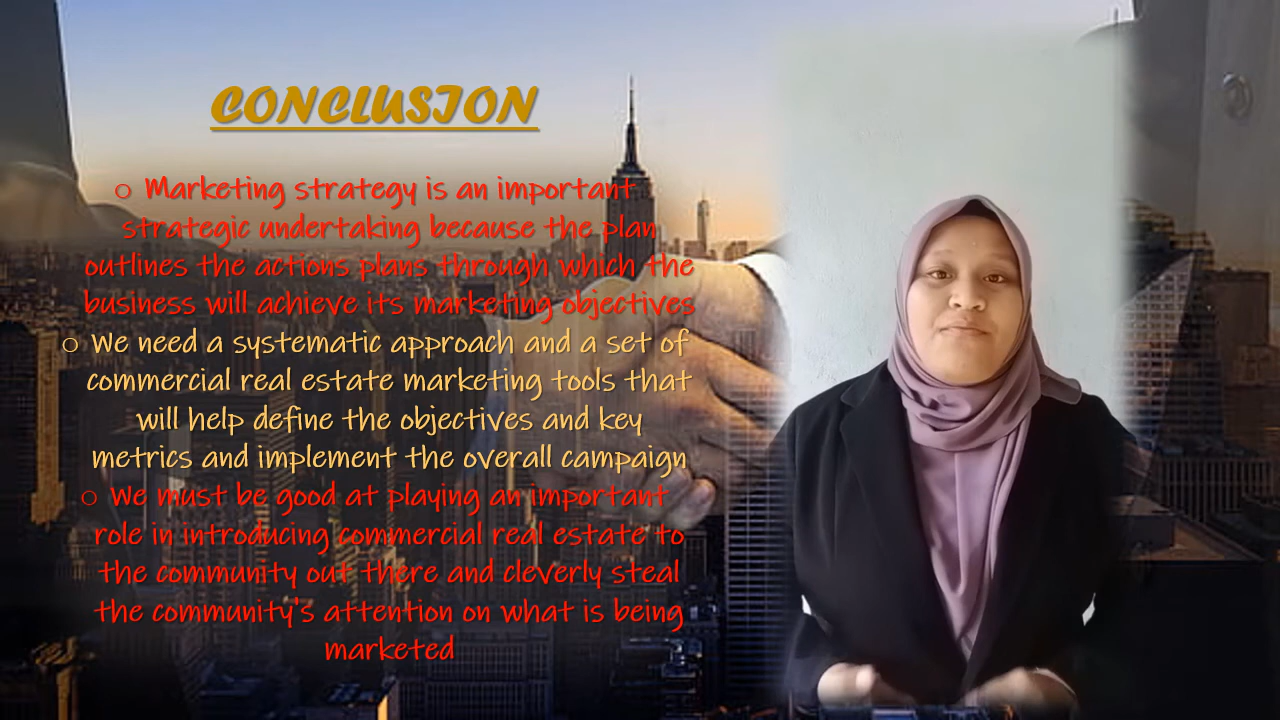 CONCLUSION
o Marketing strategy is an important
strategic undertaking because the plan
outlines the actions plans through which the
business will achieve its marketing objectives
o We need a systematic approach and a set of
commercial real estate marketing tools that
will help define the objectives and key
metrics and implement the overall campaign
o We must be good at playing an important
role in introducing commercial real estate to
the community out there and cleverly steal
the community's attention on what is being
marketed